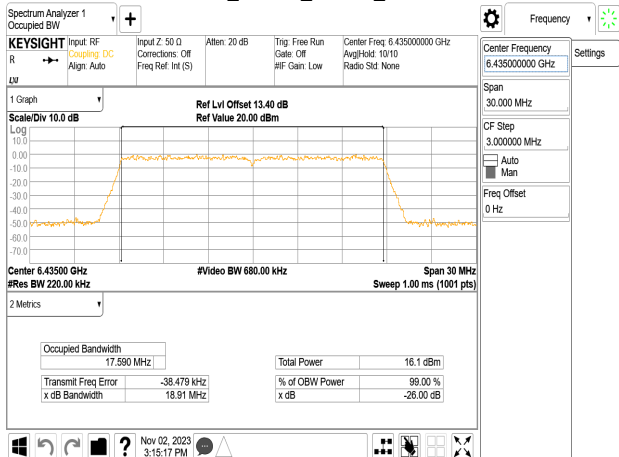 Spectrum Analyzer 1
Occupied BW
Frequency
KEYSIGHT
R
LXI
Input: RF
Coupling: DC
Align: Auto
Input Z: 50 Ω
Corrections: Off
Freq Ref: Int (S)
Atten: 20 dB
Trig: Free Run
Gate: Off
#IF Gain: Low
Center Freq: 6.435000000 GHz
Avg|Hold: 10/10
Radio Std: None
Center Frequency
6.435000000 GHz
Settings
Span
30.000 MHz
CF Step
3.000000 MHz
Auto
Man
Freq Offset
0 Hz
1 Graph
Scale/Div 10.0 dB
Ref Lvl Offset 13.40 dB
Ref Value 20.00 dBm
Log
10.0
0.00
-10.0
-20.0
-30.0
-40.0
-50.0
-60.0
-70.0
Center 6.43500 GHz
#Res BW 220.00 kHz
#Video BW 680.00 kHz
Span 30 MHz
Sweep 1.00 ms (1001 pts)
2 Metrics
Occupied Bandwidth
17.590 MHz
Total Power 16.1 dBm
Transmit Freq Error -38.479 kHz
% of OBW Power 99.00 %
x dB Bandwidth 18.91 MHz
x dB -26.00 dB
?
Nov 02, 2023
3:15:17 PM